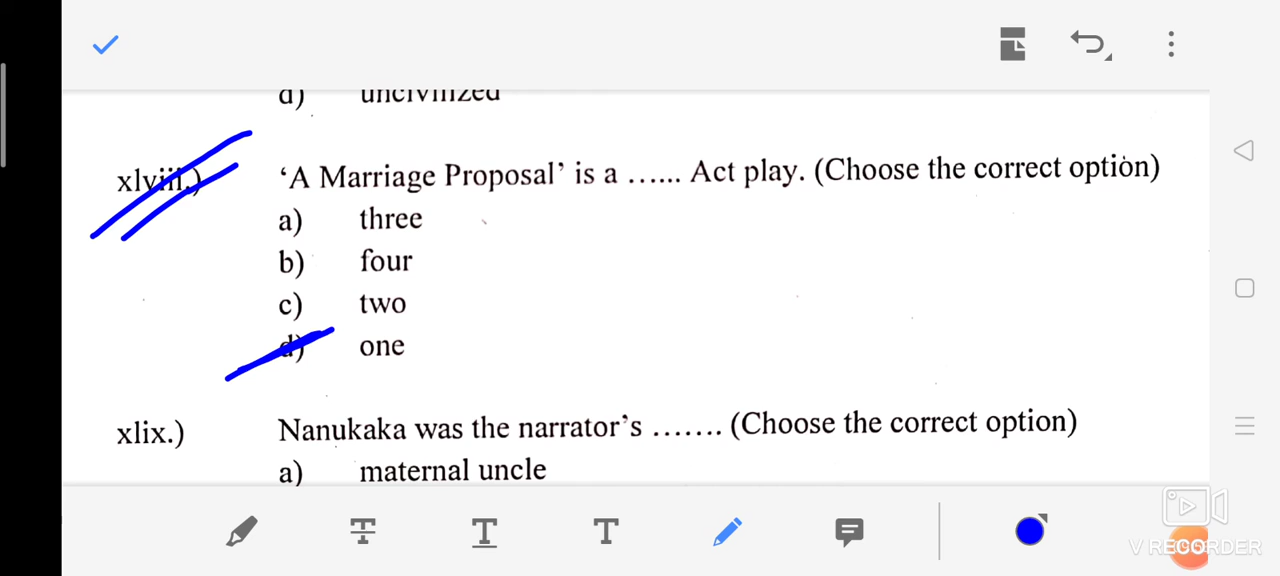 d) uncivilized
xlviii.) ‘A Marriage Proposal’ is a ...... Act play. (Choose the correct option)
a) three
b) four
c) two
d) one
xlix.) Nanukaka was the narrator’s ....... (Choose the correct option)
a) maternal uncle
T T T
V RECORDER